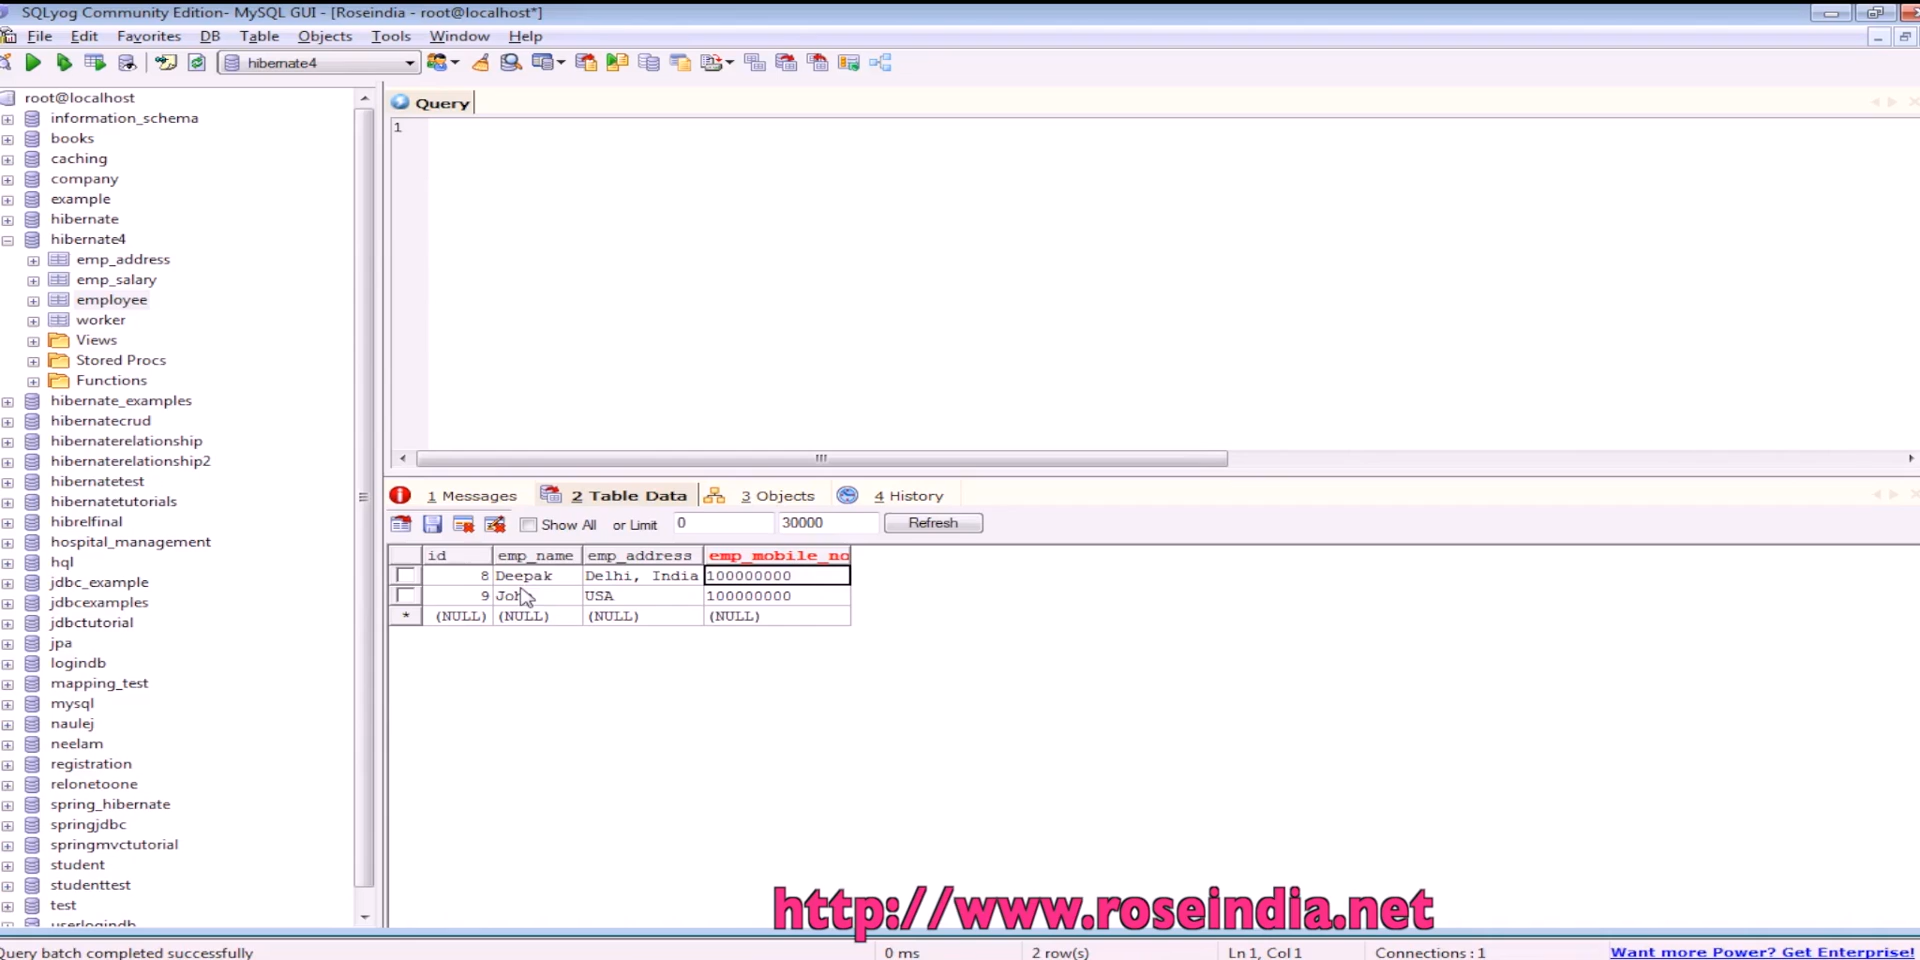 SQLyog Community Edition- MySQL GUI - [Roseindia - root@localhost*]
File Edit Favorites DB Table Objects Tools Window Help
hibernate4
root@localhost
information_schema
books
caching
company
example
hibernate
hibernate4
emp_address
emp_salary
employee
worker
Views
Stored Procs
Functions
hibernate_examples
hibernatecrud
hibernaterelationship
hibernaterelationship2
hibernatetest
hibernatetutorials
hibrelfinal
hospital_management
hql
jdbc_example
jdbcexamples
jdbctutorial
jpa
logindb
mapping_test
mysql
naulej
neelam
registration
relonetoone
spring_hibernate
springjdbc
springmvctutorial
student
studenttest
test
userlogindb
Query
1
1 Messages 2 Table Data 3 Objects 4 History
Show All or Limit 0 30000 Refresh
id emp_name emp_address emp_mobile_no
8 Deepak Delhi, India 100000000
9 John USA 100000000
* (NULL) (NULL) (NULL) (NULL)
http://www.roseindia.net
Query batch completed successfully 0 ms 2 row(s) Ln 1, Col 1 Connections : 1 Want more Power? Get Enterprise!